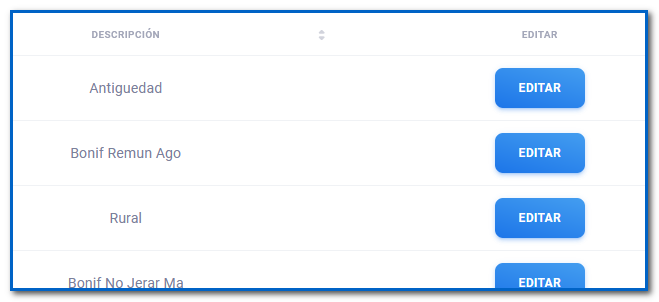 DESCRIPCIÓN EDITAR
Antiguedad EDITAR
Bonif Remun Ago EDITAR
Rural EDITAR
Bonif No Jerar Ma EDITAR